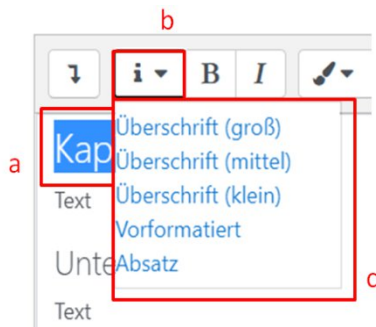 b
i B I
a
Kap
Überschrift (groß)
Überschrift (mittel)
Überschrift (klein)
Vorformatiert
Absatz
Text
Unte
Text